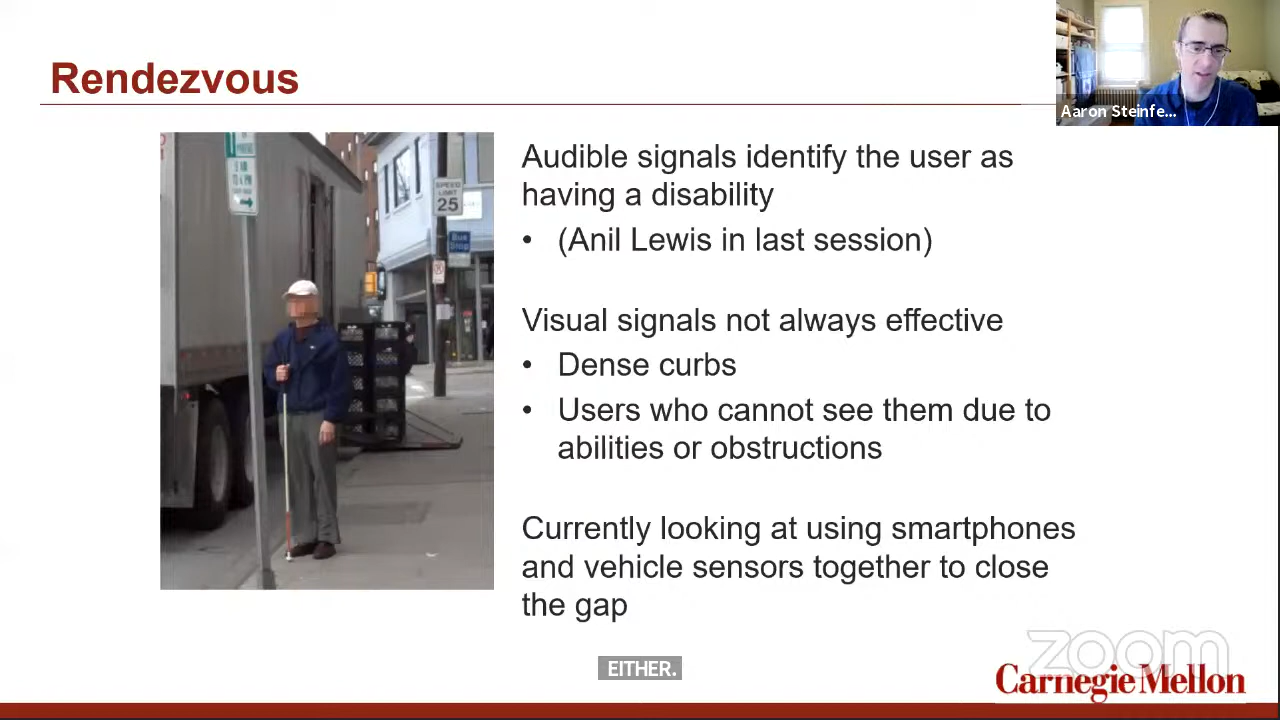 Rendezvous
Aaron Steinfe...
SPEED
LIMIT
25
Bus
Stop
Audible signals identify the user as
having a disability
• (Anil Lewis in last session)
Visual signals not always effective
• Dense curbs
• Users who cannot see them due to
abilities or obstructions
Currently looking at using smartphones
and vehicle sensors together to close
the gap
EITHER.
zoom
Carnegie Mellon